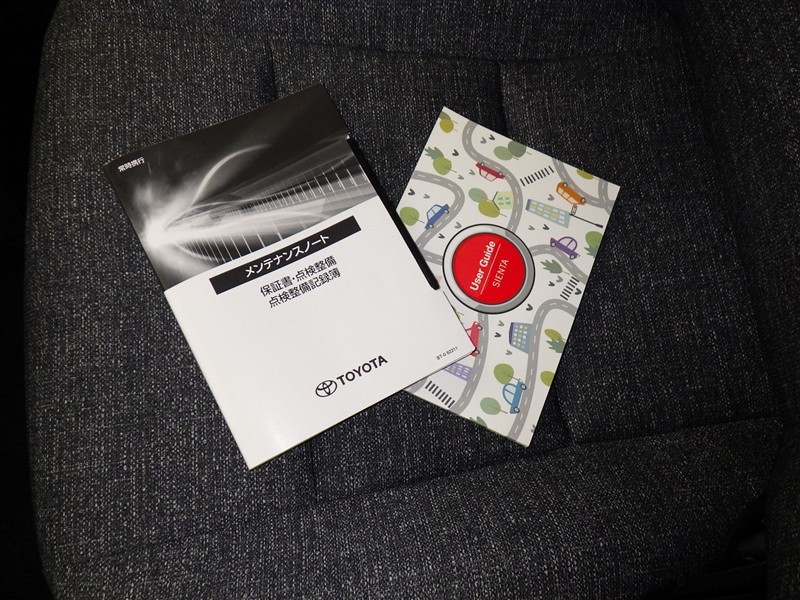 常時携行
メンテナンスノート
保証書・点検整備
点検整備記録簿
TOYOTA
User Guide
SIENTA